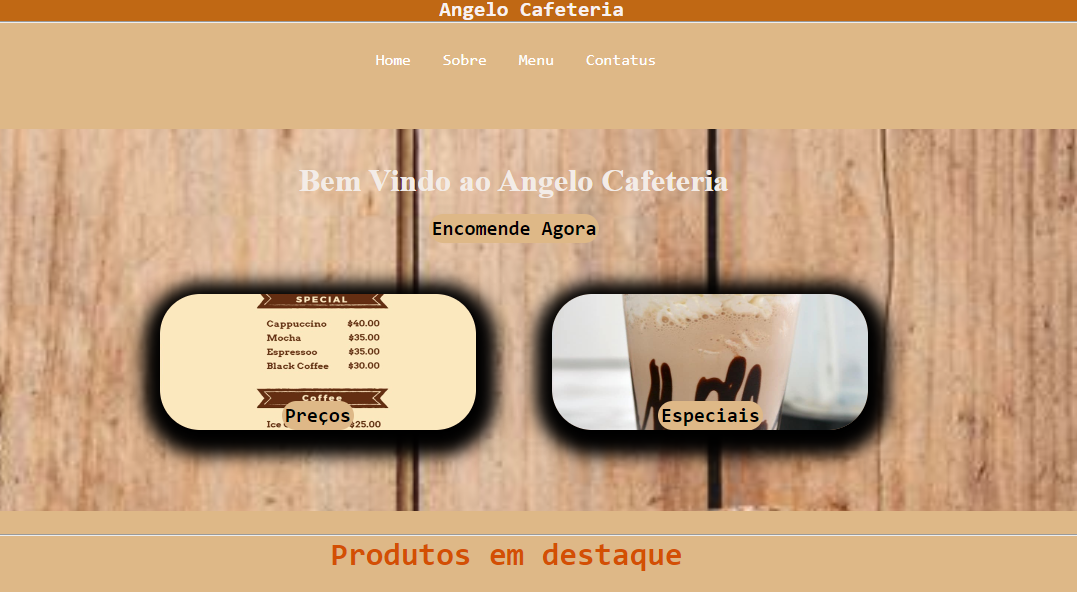 Angelo Cafeteria
Home Sobre Menu Contatus
Bem Vindo ao Angelo Cafeteria
Encomende Agora
SPECIAL
Cappuccino $40.00
Mocha $35.00
Espressoo $35.00
Black Coffee $30.00
Coffee
Preços
Ice $25.00
Especiais
Produtos em destaque